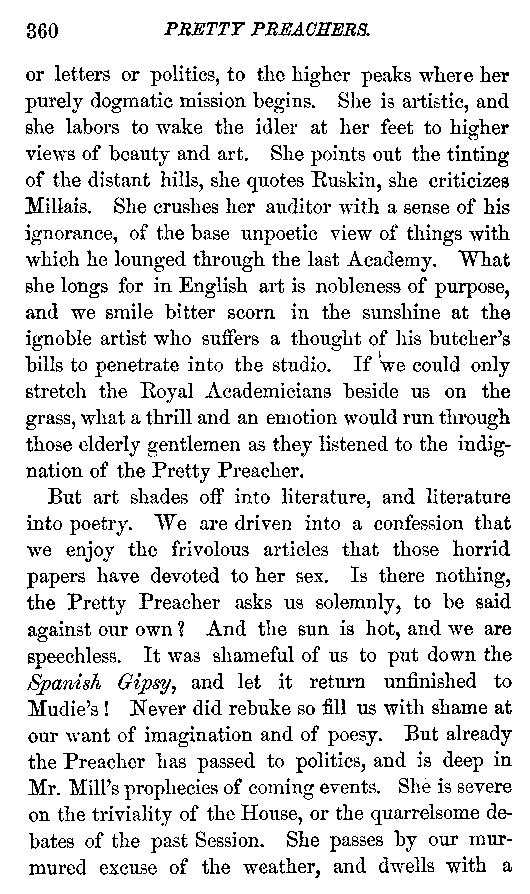 360 PRETTY PREACHERS.
or letters or politics, to the higher peaks where her
purely dogmatic mission begins. She is artistic, and
she labors to wake the idler at her feet to higher
views of beauty and art. She points out the tinting
of the distant hills, she quotes Ruskin, she criticizes
Millais. She crushes her auditor with a sense of his
ignorance, of the base unpoetic view of things with
which he lounged through the last Academy. What
she longs for in English art is nobleness of purpose,
and we smile bitter scorn in the sunshine at the
ignoble artist who suffers a thought of his butcher's
bills to penetrate into the studio. If we could only
stretch the Royal Academicians beside us on the
grass, what a thrill and an emotion would run through
those elderly gentlemen as they listened to the indig-
nation of the Pretty Preacher.
But art shades off into literature, and literature
into poetry. We are driven into a confession that
we enjoy the frivolous articles that those horrid
papers have devoted to her sex. Is there nothing,
the Pretty Preacher asks us solemnly, to be said
against our own? And the sun is hot, and we are
speechless. It was shameful of us to put down the
Spanish Gipsy, and let it return unfinished to
Mudie's! Never did rebuke so fill us with shame at
our want of imagination and of poesy. But already
the Preacher has passed to politics, and is deep in
Mr. Mill's prophecies of coming events. She is severe
on the triviality of the House, or the quarrelsome de-
bates of the past Session. She passes by our mur-
mured excuse of the weather, and dwells with a